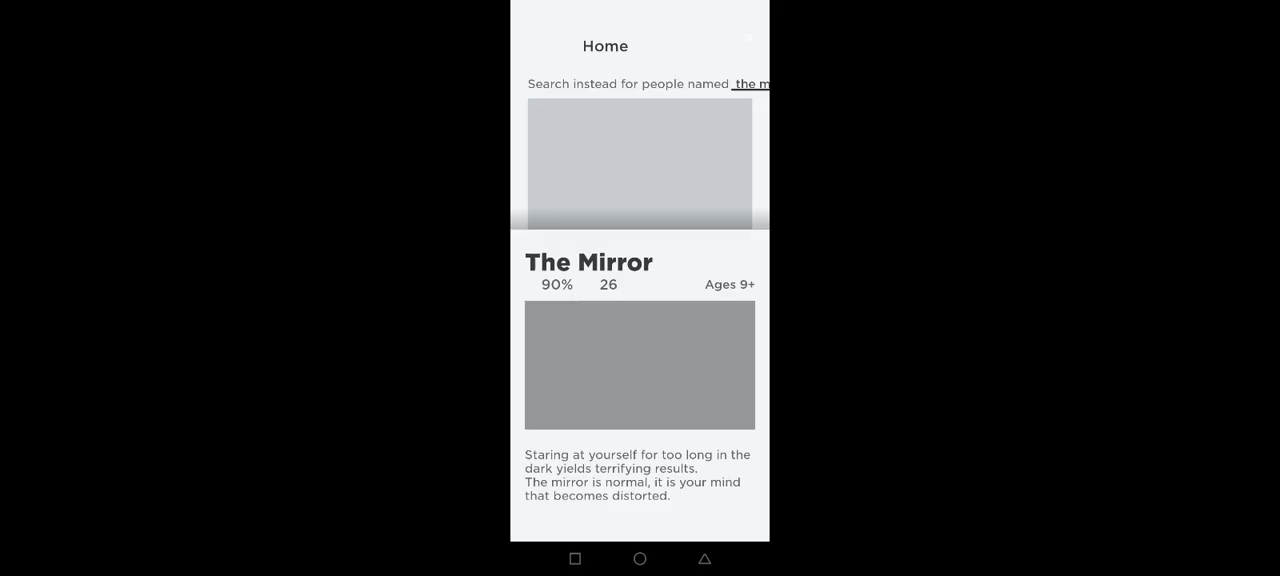 Home
Search instead for people named the m
The Mirror
90% 26 Ages 9+
Staring at yourself for too long in the
dark yields terrifying results.
The mirror is normal, it is your mind
that becomes distorted.